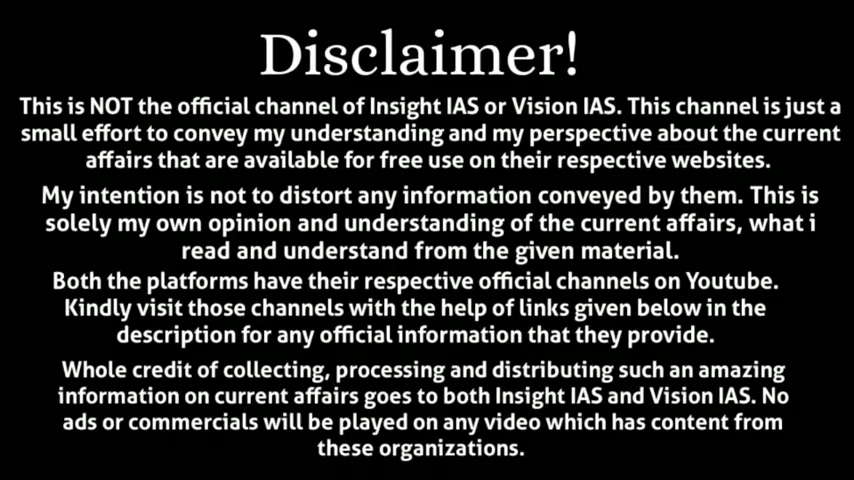 Disclaimer!
This is NOT the official channel of Insight IAS or Vision IAS. This channel is just a
small effort to convey my understanding and my perspective about the current
affairs that are available for free use on their respective websites.
My intention is not to distort any information conveyed by them. This is
solely my own opinion and understanding of the current affairs, what i
read and understand from the given material.
Both the platforms have their respective official channels on Youtube.
Kindly visit those channels with the help of links given below in the
description for any official information that they provide.
Whole credit of collecting, processing and distributing such an amazing
information on current affairs goes to both Insight IAS and Vision IAS. No
ads or commercials will be played on any video which has content from
these organizations.